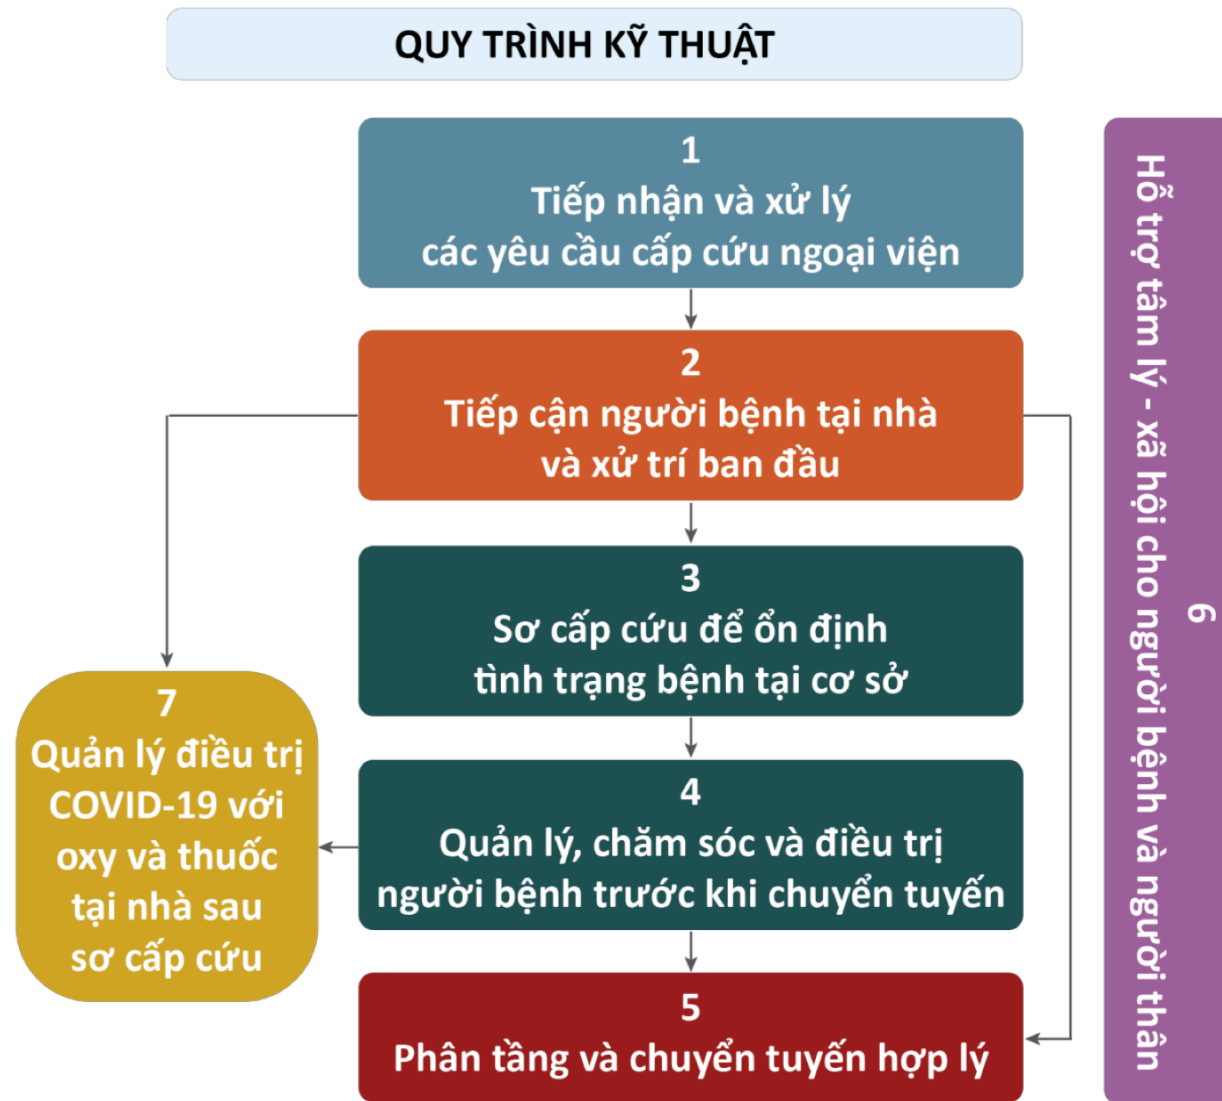 QUY TRÌNH KỸ THUẬT
1
Tiếp nhận và xử lý
các yêu cầu cấp cứu ngoại viện
2
Tiếp cận người bệnh tại nhà
và xử trí ban đầu
3
Sơ cấp cứu để ổn định
tình trạng bệnh tại cơ sở
4
Quản lý, chăm sóc và điều trị
người bệnh trước khi chuyển tuyến
5
Phân tầng và chuyển tuyến hợp lý
6
Hỗ trợ tâm lý - xã hội cho người bệnh và người thân
7
Quản lý điều trị
COVID-19 với
oxy và thuốc
tại nhà sau
sơ cấp cứu